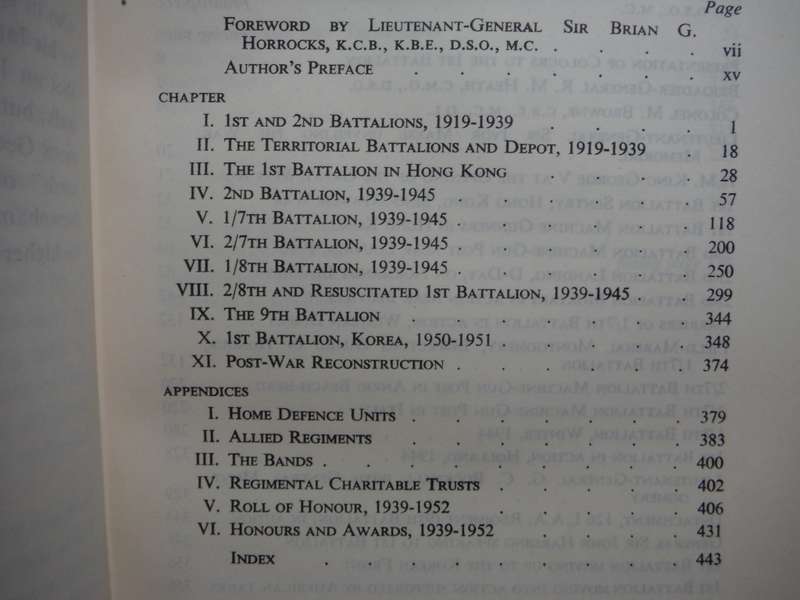 Page
Foreword by Lieutenant-General Sir Brian G.
Horrocks, K.C.B., K.B.E., D.S.O., M.C. . . . . vii
Author's Preface . . . . . . . xv
CHAPTER
I. 1st and 2nd Battalions, 1919-1939 . . . . 1
II. The Territorial Battalions and Depot, 1919-1939 . . 18
III. The 1st Battalion in Hong Kong . . . . 28
IV. 2nd Battalion, 1939-1945 . . . . . . 57
V. 1/7th Battalion, 1939-1945 . . . . . 118
VI. 2/7th Battalion, 1939-1945 . . . . . 200
VII. 1/8th Battalion, 1939-1945 . . . . . 250
VIII. 2/8th and Resuscitated 1st Battalion, 1939-1945 . . 299
IX. The 9th Battalion . . . . . . 344
X. 1st Battalion, Korea, 1950-1951 . . . . . 348
XI. Post-War Reconstruction . . . . . . 374
APPENDICES
I. Home Defence Units . . . . . . 379
II. Allied Regiments . . . . . . 383
III. The Bands . . . . . . . . 400
IV. Regimental Charitable Trusts . . . . . 402
V. Roll of Honour, 1939-1952 . . . . . 406
VI. Honours and Awards, 1939-1952 . . . . 431
Index . . . . . . . . 443